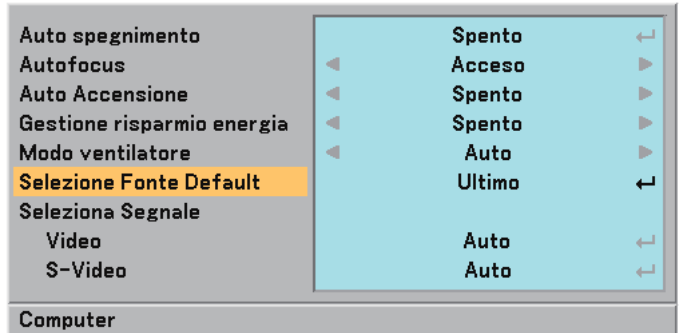 Auto spegnimento Spento
Autofocus Acceso
Auto Accensione Spento
Gestione risparmio energia Spento
Modo ventilatore Auto
Selezione Fonte Default Ultimo
Seleziona Segnale
Video Auto
S-Video Auto
Computer